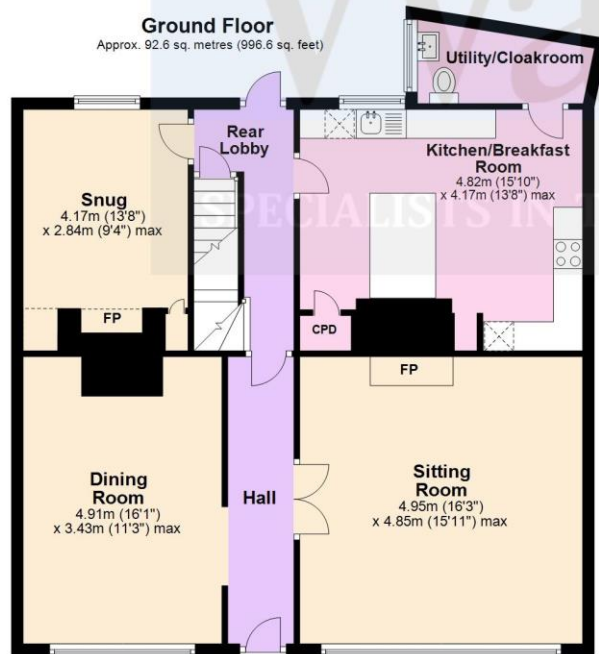 Ground Floor
Approx. 92.6 sq. metres (996.6 sq. feet)
Utility/Cloakroom
Rear
Lobby
Kitchen/Breakfast
Room
4.82m (15'10")
x 4.17m (13'8") max
Snug
4.17m (13'8")
x 2.84m (9'4") max
SPECIALISTS IN T
FP
CPD
FP
Dining
Room
4.91m (16'1")
x 3.43m (11'3") max
Hall
Sitting
Room
4.95m (16'3")
x 4.85m (15'11") max